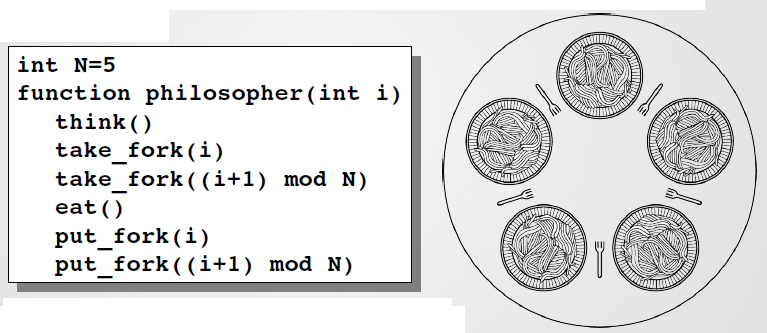 int N=5
function philosopher(int i)
think()
take_fork(i)
take_fork((i+1) mod N)
eat()
put_fork(i)
put_fork((i+1) mod N)